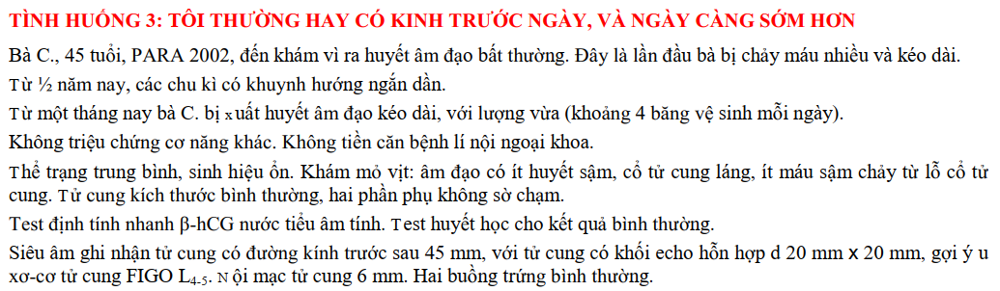 TÌNH HUỐNG 3: TÔI THƯỜNG HAY CÓ KINH TRƯỚC NGÀY, VÀ NGÀY CÀNG SỚM HƠN
Bà C., 45 tuổi, PARA 2002, đến khám vì ra huyết âm đạo bất thường. Đây là lần đầu bà bị chảy máu nhiều và kéo dài.
Từ ½ năm nay, các chu kì có khuynh hướng ngắn dần.
Từ một tháng nay bà C. bị xuất huyết âm đạo kéo dài, với lượng vừa (khoảng 4 băng vệ sinh mỗi ngày).
Không triệu chứng cơ năng khác. Không tiền căn bệnh lí nội ngoại khoa.
Thể trạng trung bình, sinh hiệu ổn. Khám mỏ vịt: âm đạo có ít huyết sậm, cổ tử cung láng, ít máu sậm chảy từ lỗ cổ tử
cung. Tử cung kích thước bình thường, hai phần phụ không sờ chạm.
Test định tính nhanh β-hCG nước tiểu âm tính. Test huyết học cho kết quả bình thường.
Siêu âm ghi nhận tử cung có đường kính trước sau 45 mm, với tử cung có khối echo hỗn hợp d 20 mm x 20 mm, gợi ý u
xơ-cơ tử cung FIGO L4-5. Nội mạc tử cung 6 mm. Hai buồng trứng bình thường.